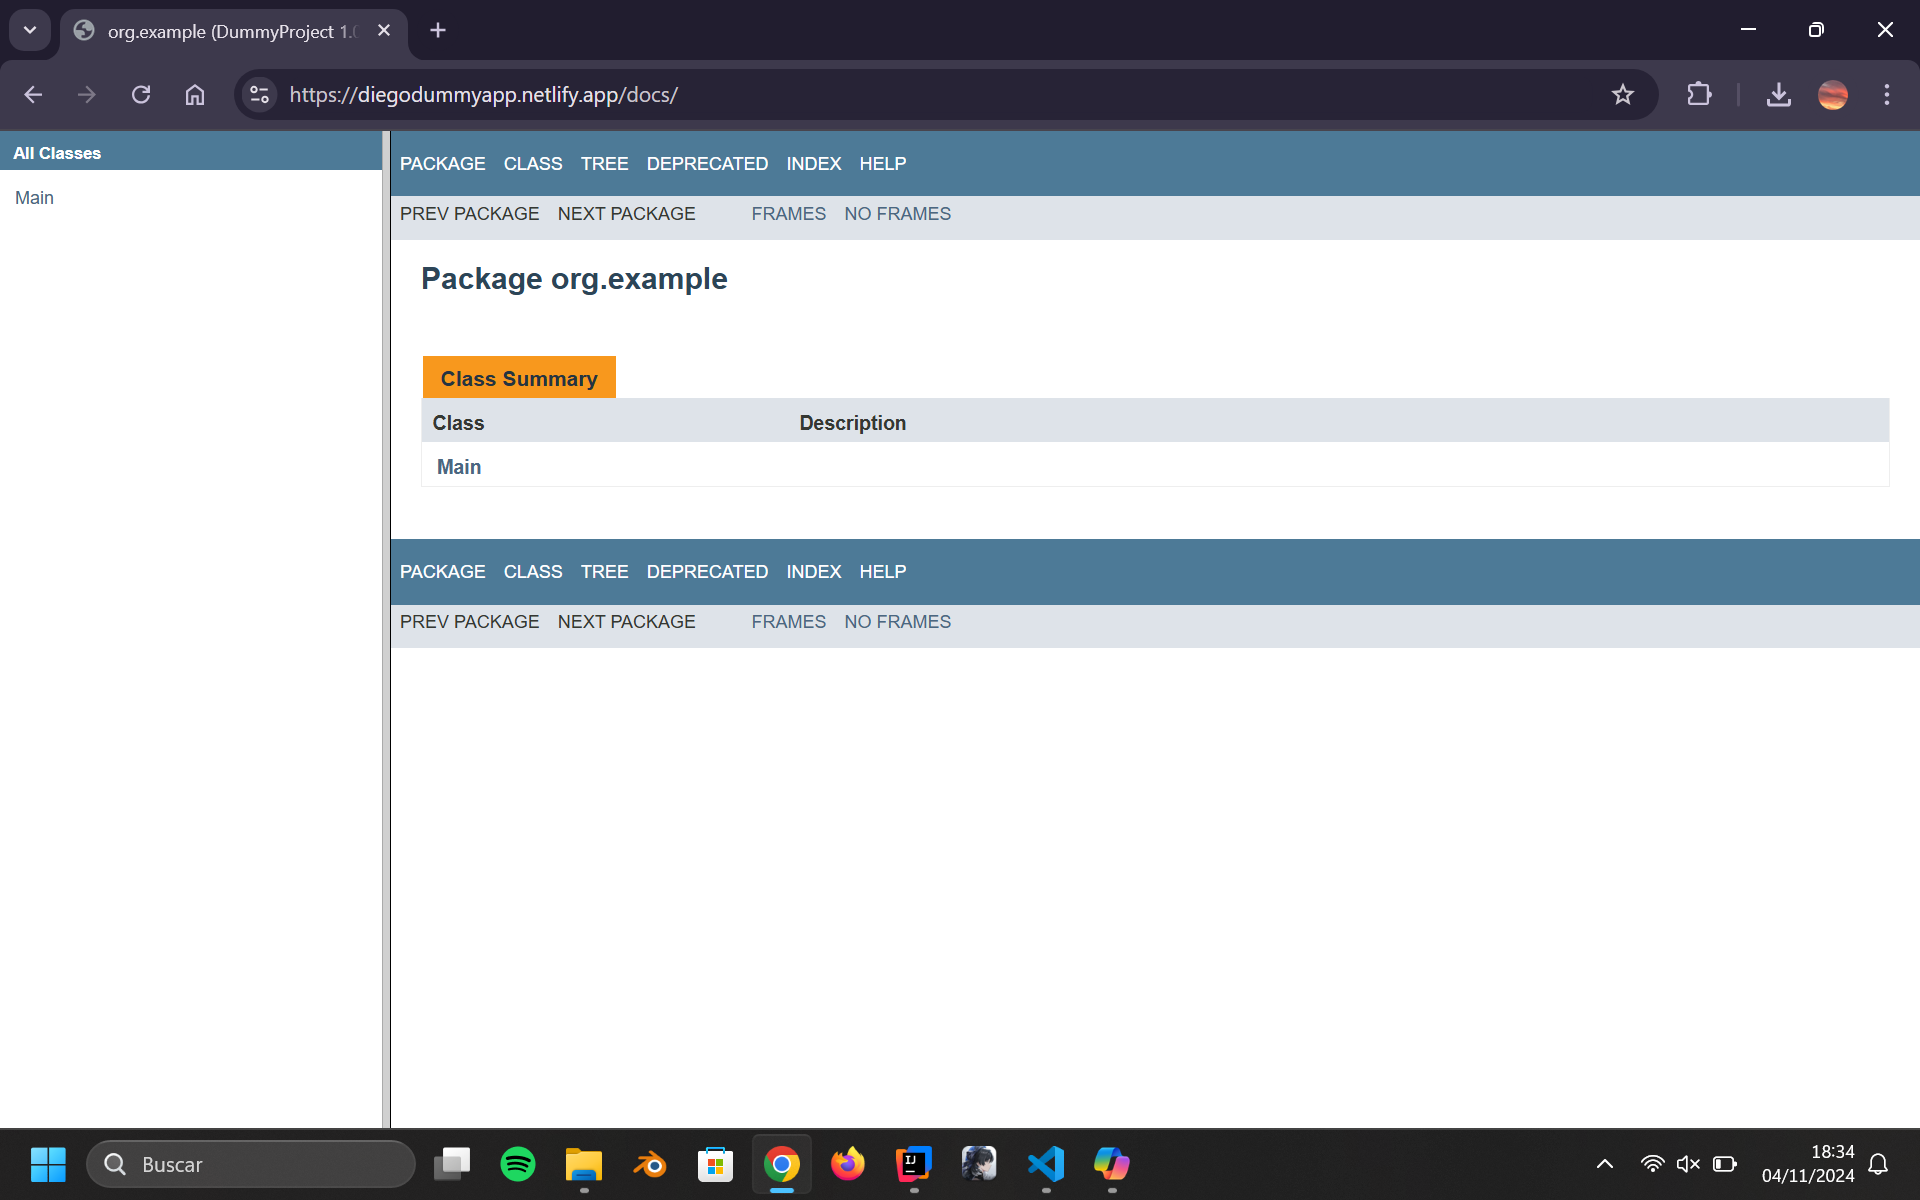 org.example (DummyProject 1.0
https://diegodummyapp.netlify.app/docs/
All Classes
Main
PACKAGE CLASS TREE DEPRECATED INDEX HELP
PREV PACKAGE NEXT PACKAGE FRAMES NO FRAMES
Package org.example
Class Summary
Class Description
Main
PACKAGE CLASS TREE DEPRECATED INDEX HELP
PREV PACKAGE NEXT PACKAGE FRAMES NO FRAMES
Buscar
IJ
18:34
04/11/2024